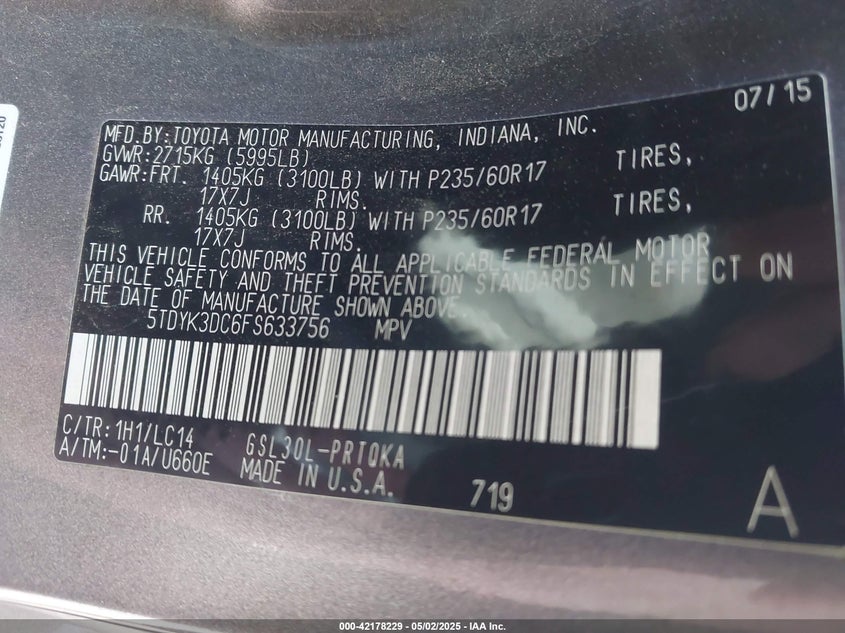 07/15
MFD.BY:TOYOTA MOTOR MANUFACTURING, INDIANA, INC.
GVWR:2715KG (5995LB)
GAWR:FRT. 1405KG (3100LB) WITH P235/60R17 TIRES,
17X7J RIMS.
RR. 1405KG (3100LB) WITH P235/60R17 TIRES,
17X7J RIMS.
THIS VEHICLE CONFORMS TO ALL APPLICABLE FEDERAL MOTOR
VEHICLE SAFETY AND THEFT PREVENTION STANDARDS IN EFFECT ON
THE DATE OF MANUFACTURE SHOWN ABOVE.
5TDYK3DC6FS633756 MPV
C/TR:1H1/LC14 GSL30L-PRTQKA
A/TM:-01A/U660E MADE IN U.S.A.
719
A
000-42178229 - 05/02/2025 - IAA Inc.